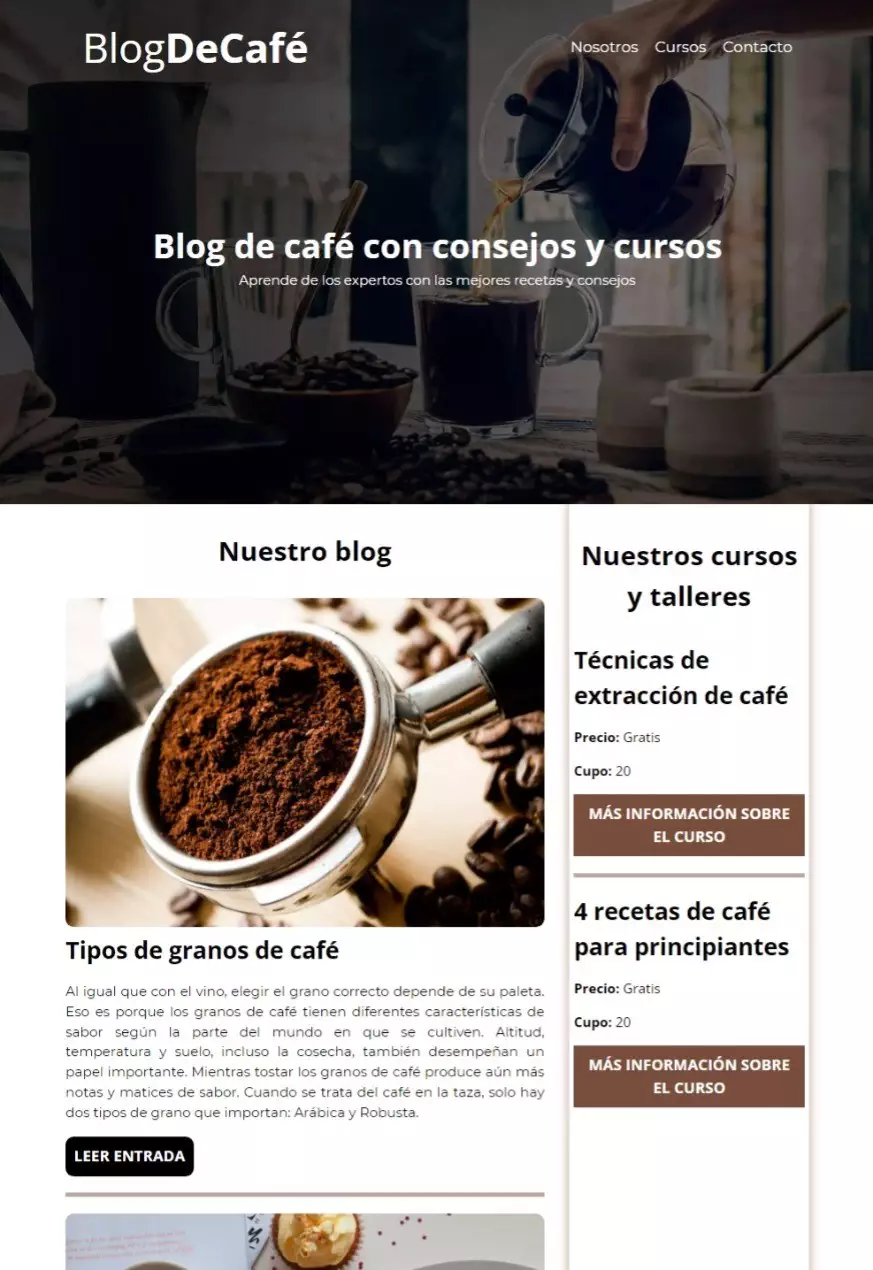 BlogDeCafé
Nosotros Cursos Contacto
Blog de café con consejos y cursos
Aprende de los expertos con las mejores recetas y consejos
Nuestro blog
Tipos de granos de café
Al igual que con el vino, elegir el grano correcto depende de su paleta.
Eso es porque los granos de café tienen diferentes características de
sabor según la parte del mundo en que se cultiven. Altitud,
temperatura y suelo, incluso la cosecha, también desempeñan un
papel importante. Mientras tostar los granos de café produce aún más
notas y matices de sabor. Cuando se trata del café en la taza, solo hay
dos tipos de grano que importan: Arábica y Robusta.
LEER ENTRADA
Nuestros cursos
y talleres
Técnicas de
extracción de café
Precio: Gratis
Cupo: 20
MÁS INFORMACIÓN SOBRE
EL CURSO
4 recetas de café
para principiantes
Precio: Gratis
Cupo: 20
MÁS INFORMACIÓN SOBRE
EL CURSO